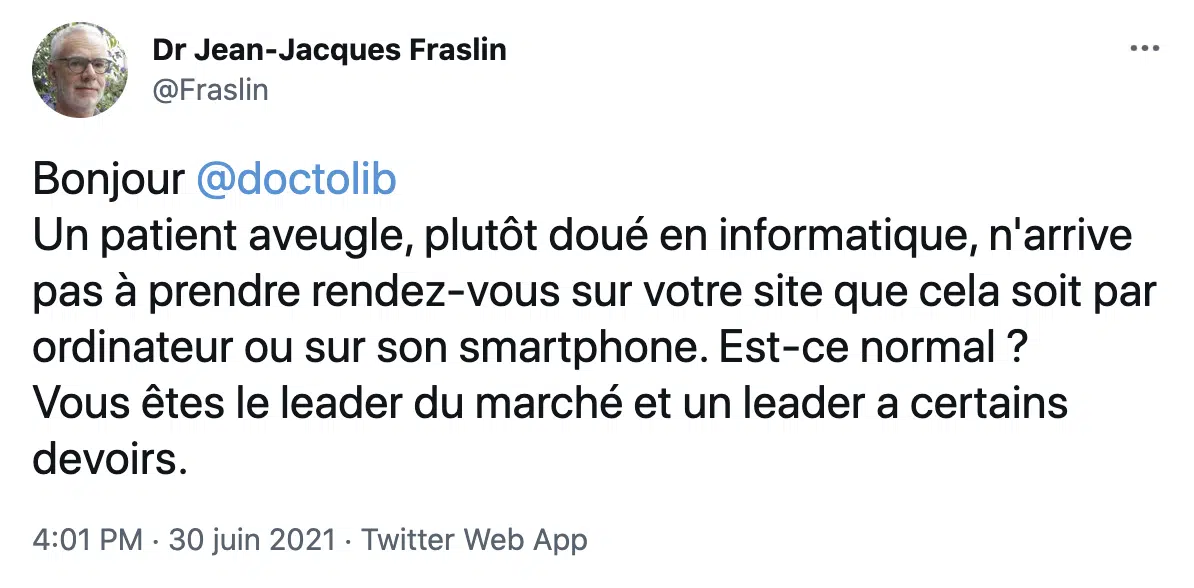 Dr Jean-Jacques Fraslin
@Fraslin
Bonjour @doctolib
Un patient aveugle, plutôt doué en informatique, n'arrive
pas à prendre rendez-vous sur votre site que cela soit par
ordinateur ou sur son smartphone. Est-ce normal ?
Vous êtes le leader du marché et un leader a certains
devoirs.
4:01 PM · 30 juin 2021 · Twitter Web App